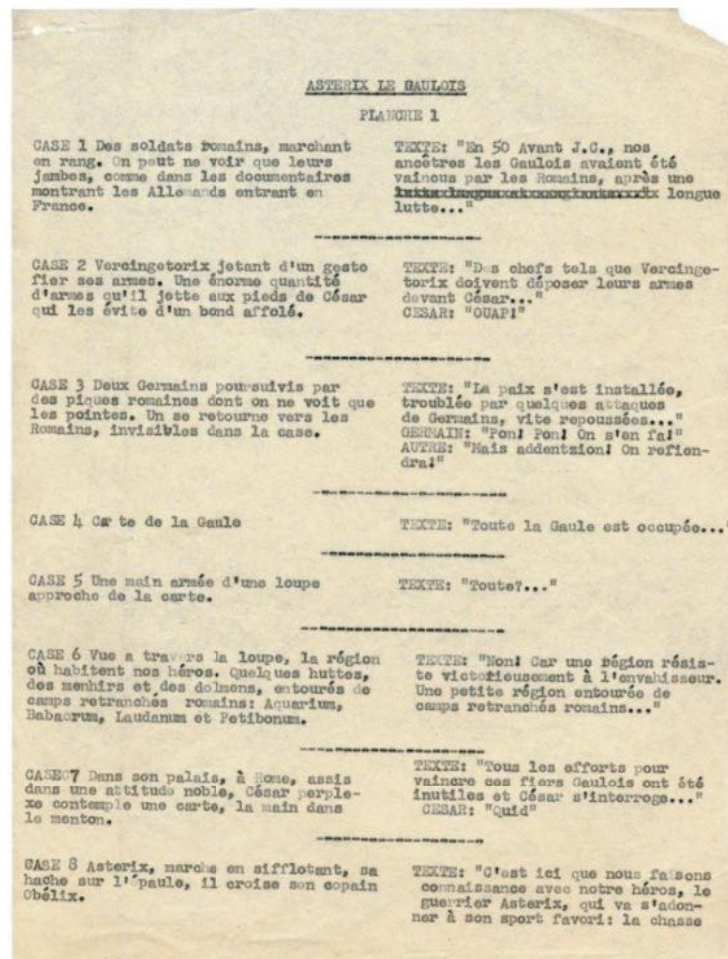 ASTERIX LE GAULOIS
PLANCHE 1
CASE 1 Des soldats romains, marchant
en rang. On peut ne voir que leurs
jambes, comme dans les documentaires
montrant les Allemands entrant en
France.
TEXTE: "En 50 Avant J.C., nos
ancêtres les Gaulois avaient été
vaincus par les Romains, après une
longue
lutte..."
CASE 2 Vercingetorix jetant d'un geste
fier ses armes. Une énorme quantité
d'armes qu'il jette aux pieds de César
qui les évite d'un bond affolé.
TEXTE: "Des chefs tels que Vercinge-
torix doivent déposer leurs armes
devant César..."
CESAR: "OUAP!"
CASE 3 Deux Germains poursuivis par
des piques romaines dont on ne voit que
les pointes. Un se retourne vers les
Romains, invisibles dans la case.
TEXTE: "La paix s'est installée,
troublée par quelques attaques
de Germains, vite repoussées..."
GERMAIN: "Pon! Pon! On s'en fa!"
AUTRE: "Mais addentzion! On refien-
dra!"
CASE 4 Carte de la Gaule
TEXTE: "Toute la Gaule est occupée..."
CASE 5 Une main armée d'une loupe
approche de la carte.
TEXTE: "Toute?..."
CASE 6 Vue a travers la loupe, la région
où habitent nos héros. Quelques huttes,
des menhirs et des dolmens, entourés de
camps retranchés romains: Aquarium,
Babaorum, Laudanum et Petibonum.
TEXTE: "Non! Car une région résis-
te victorieusement à l'envahisseur.
Une petite région entourée de
camps retranchés romains..."
CASE 7 Dans son palais, à Rome, assis
dans une attitude noble, César perple-
xe contemple une carte, la main dans
le menton.
TEXTE: "Tous les efforts pour
vaincre ces fiers Gaulois ont été
inutiles et César s'interroge..."
CESAR: "Quid"
CASE 8 Asterix, marche en sifflotant, sa
hache sur l'épaule, il croise son copain
Obélix.
TEXTE: "C'est ici que nous faisons
connaissance avec notre héros, le
guerrier Asterix, qui va s'adon-
ner à son sport favori: la chasse